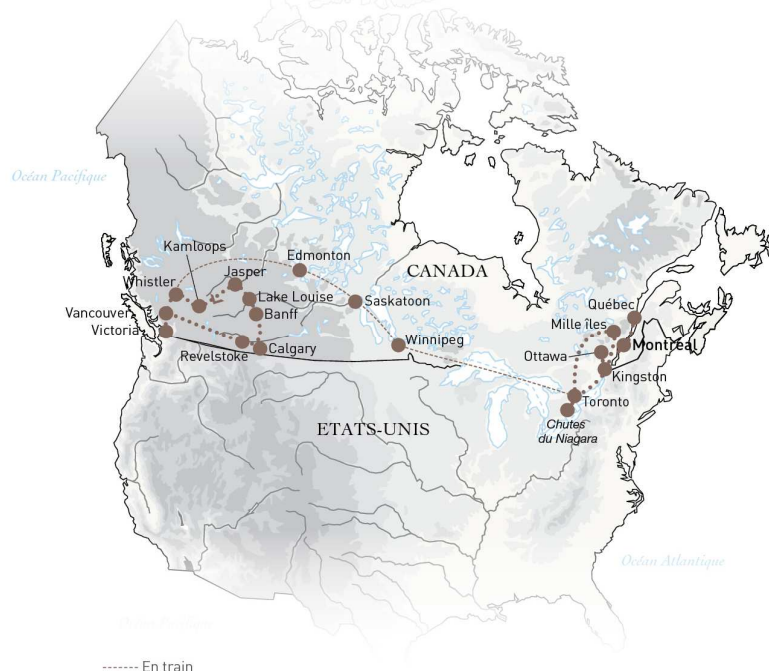 Océan Pacifique
Kamloops
Edmonton
Whistler
Jasper
CANADA
Lake Louise
Saskatoon
Québec
Vancouver
Banff
Mille îles
Victoria
Winnipeg
Montréal
Revelstoke
Calgary
Ottawa
Kingston
Toronto
ETATS-UNIS
Chutes
du Niagara
Océan Atlantique
------- En train